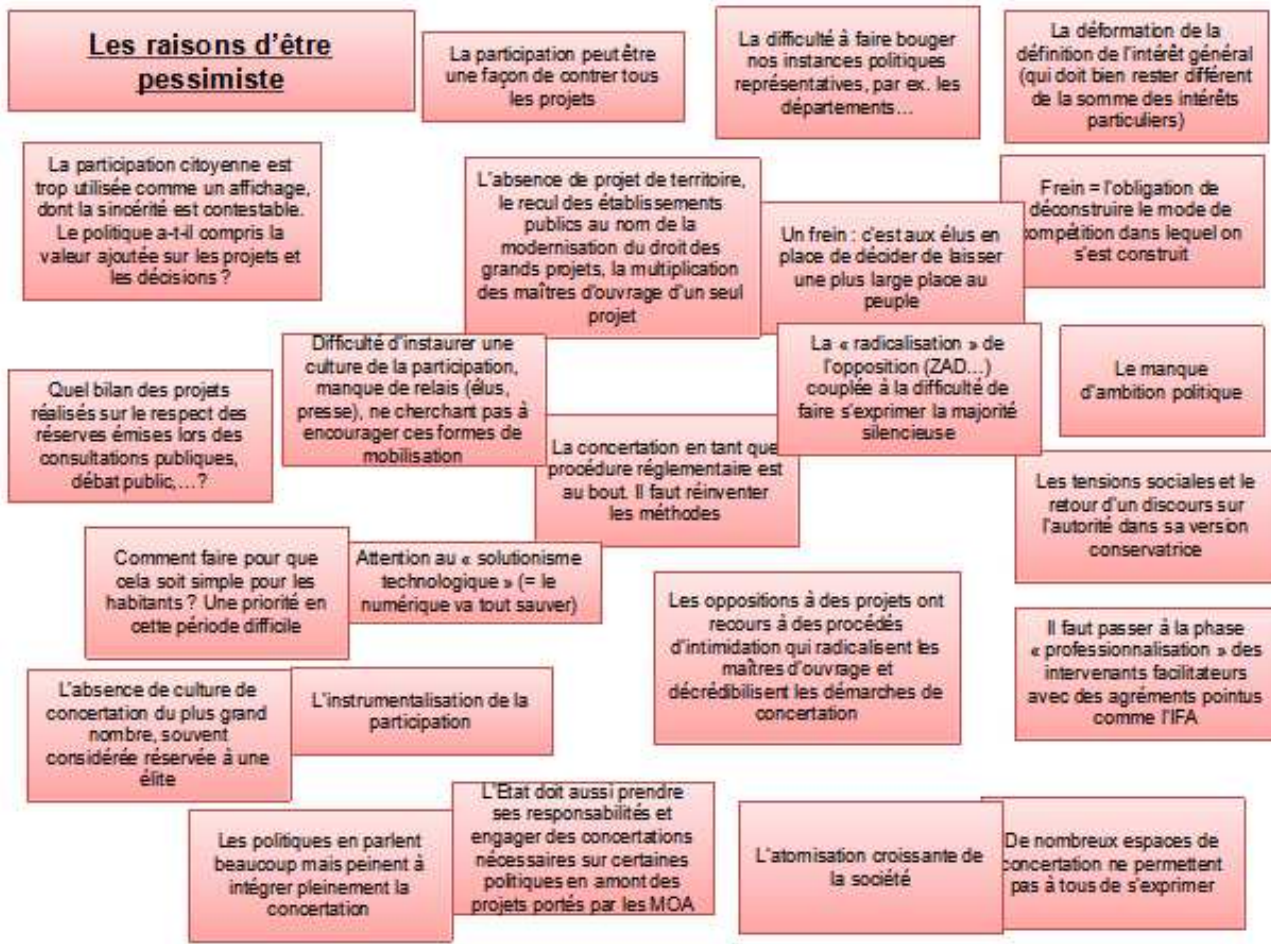 Les raisons d'être
pessimiste
La participation peut être
une façon de contrer tous
les projets
La difficulté à faire bouger
nos instances politiques
représentatives, par ex. les
départements…
La déformation de la
définition de l'intérêt général
(qui doit bien rester différent
de la somme des intérêts
particuliers)
La participation citoyenne est
trop utilisée comme un affichage,
dont la sincérité est contestable.
Le politique a-t-il compris la
valeur ajoutée sur les projets et
les décisions ?
L'absence de projet de territoire,
le recul des établissements
publics au nom de la
modernisation du droit des
grands projets, la multiplication
des maîtres d'ouvrage d'un seul
projet
Un frein : c'est aux élus en
place de décider de laisser
une plus large place au
peuple
Frein = l'obligation de
déconstruire le mode de
compétition dans lequel on
s'est construit
Quel bilan des projets
réalisés sur le respect des
réserves émises lors des
consultations publiques,
débat public,…?
Difficulté d'instaurer une
culture de la participation,
manque de relais (élus,
presse), ne cherchant pas à
encourager ces formes de
mobilisation
La « radicalisation » de
l'opposition (ZAD…)
couplée à la difficulté de
faire s'exprimer la majorité
silencieuse
Le manque
d'ambition politique
La concertation en tant que
procédure réglementaire est
au bout. Il faut réinventer
les méthodes
Les tensions sociales et le
retour d'un discours sur
l'autorité dans sa version
conservatrice
Comment faire pour que
cela soit simple pour les
habitants ? Une priorité en
cette période difficile
Attention au « solutionisme
technologique » (= le
numérique va tout sauver)
Les oppositions à des projets ont
recours à des procédés
d'intimidation qui radicalisent les
maîtres d'ouvrage et
décrédibilisent les démarches de
concertation
Il faut passer à la phase
« professionnalisation » des
intervenants facilitateurs
avec des agréments pointus
comme l'IFA
L'absence de culture de
concertation du plus grand
nombre, souvent
considérée réservée à une
élite
L'instrumentalisation de la
participation
Les politiques en parlent
beaucoup mais peinent à
intégrer pleinement la
concertation
L'Etat doit aussi prendre
ses responsabilités et
engager des concertations
nécessaires sur certaines
politiques en amont des
projets portés par les MOA
L'atomisation croissante de
la société
De nombreux espaces de
concertation ne permettent
pas à tous de s'exprimer